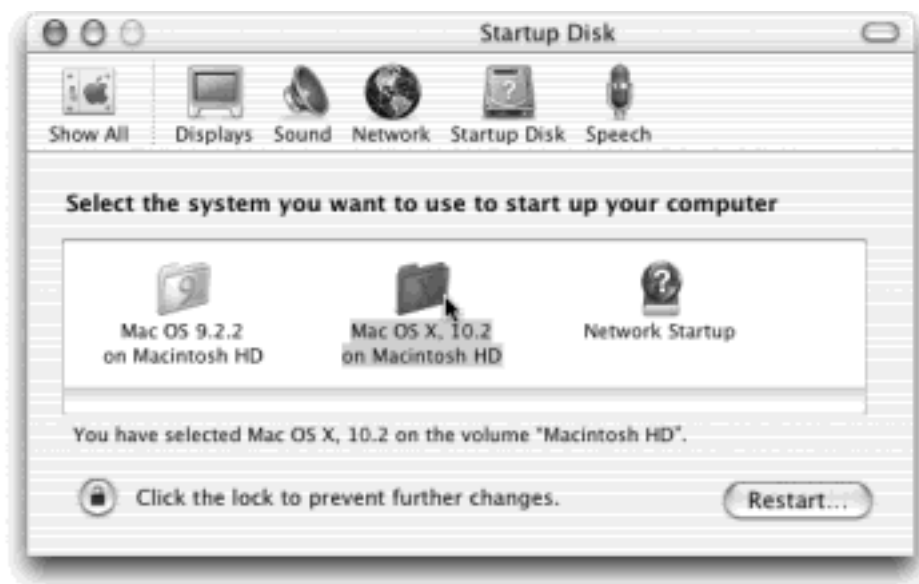 Startup Disk
Show All Displays Sound Network Startup Disk Speech
Select the system you want to use to start up your computer
9 X
Mac OS 9.2.2 Mac OS X, 10.2 Network Startup
on Macintosh HD on Macintosh HD
You have selected Mac OS X, 10.2 on the volume "Macintosh HD".
Click the lock to prevent further changes. Restart...